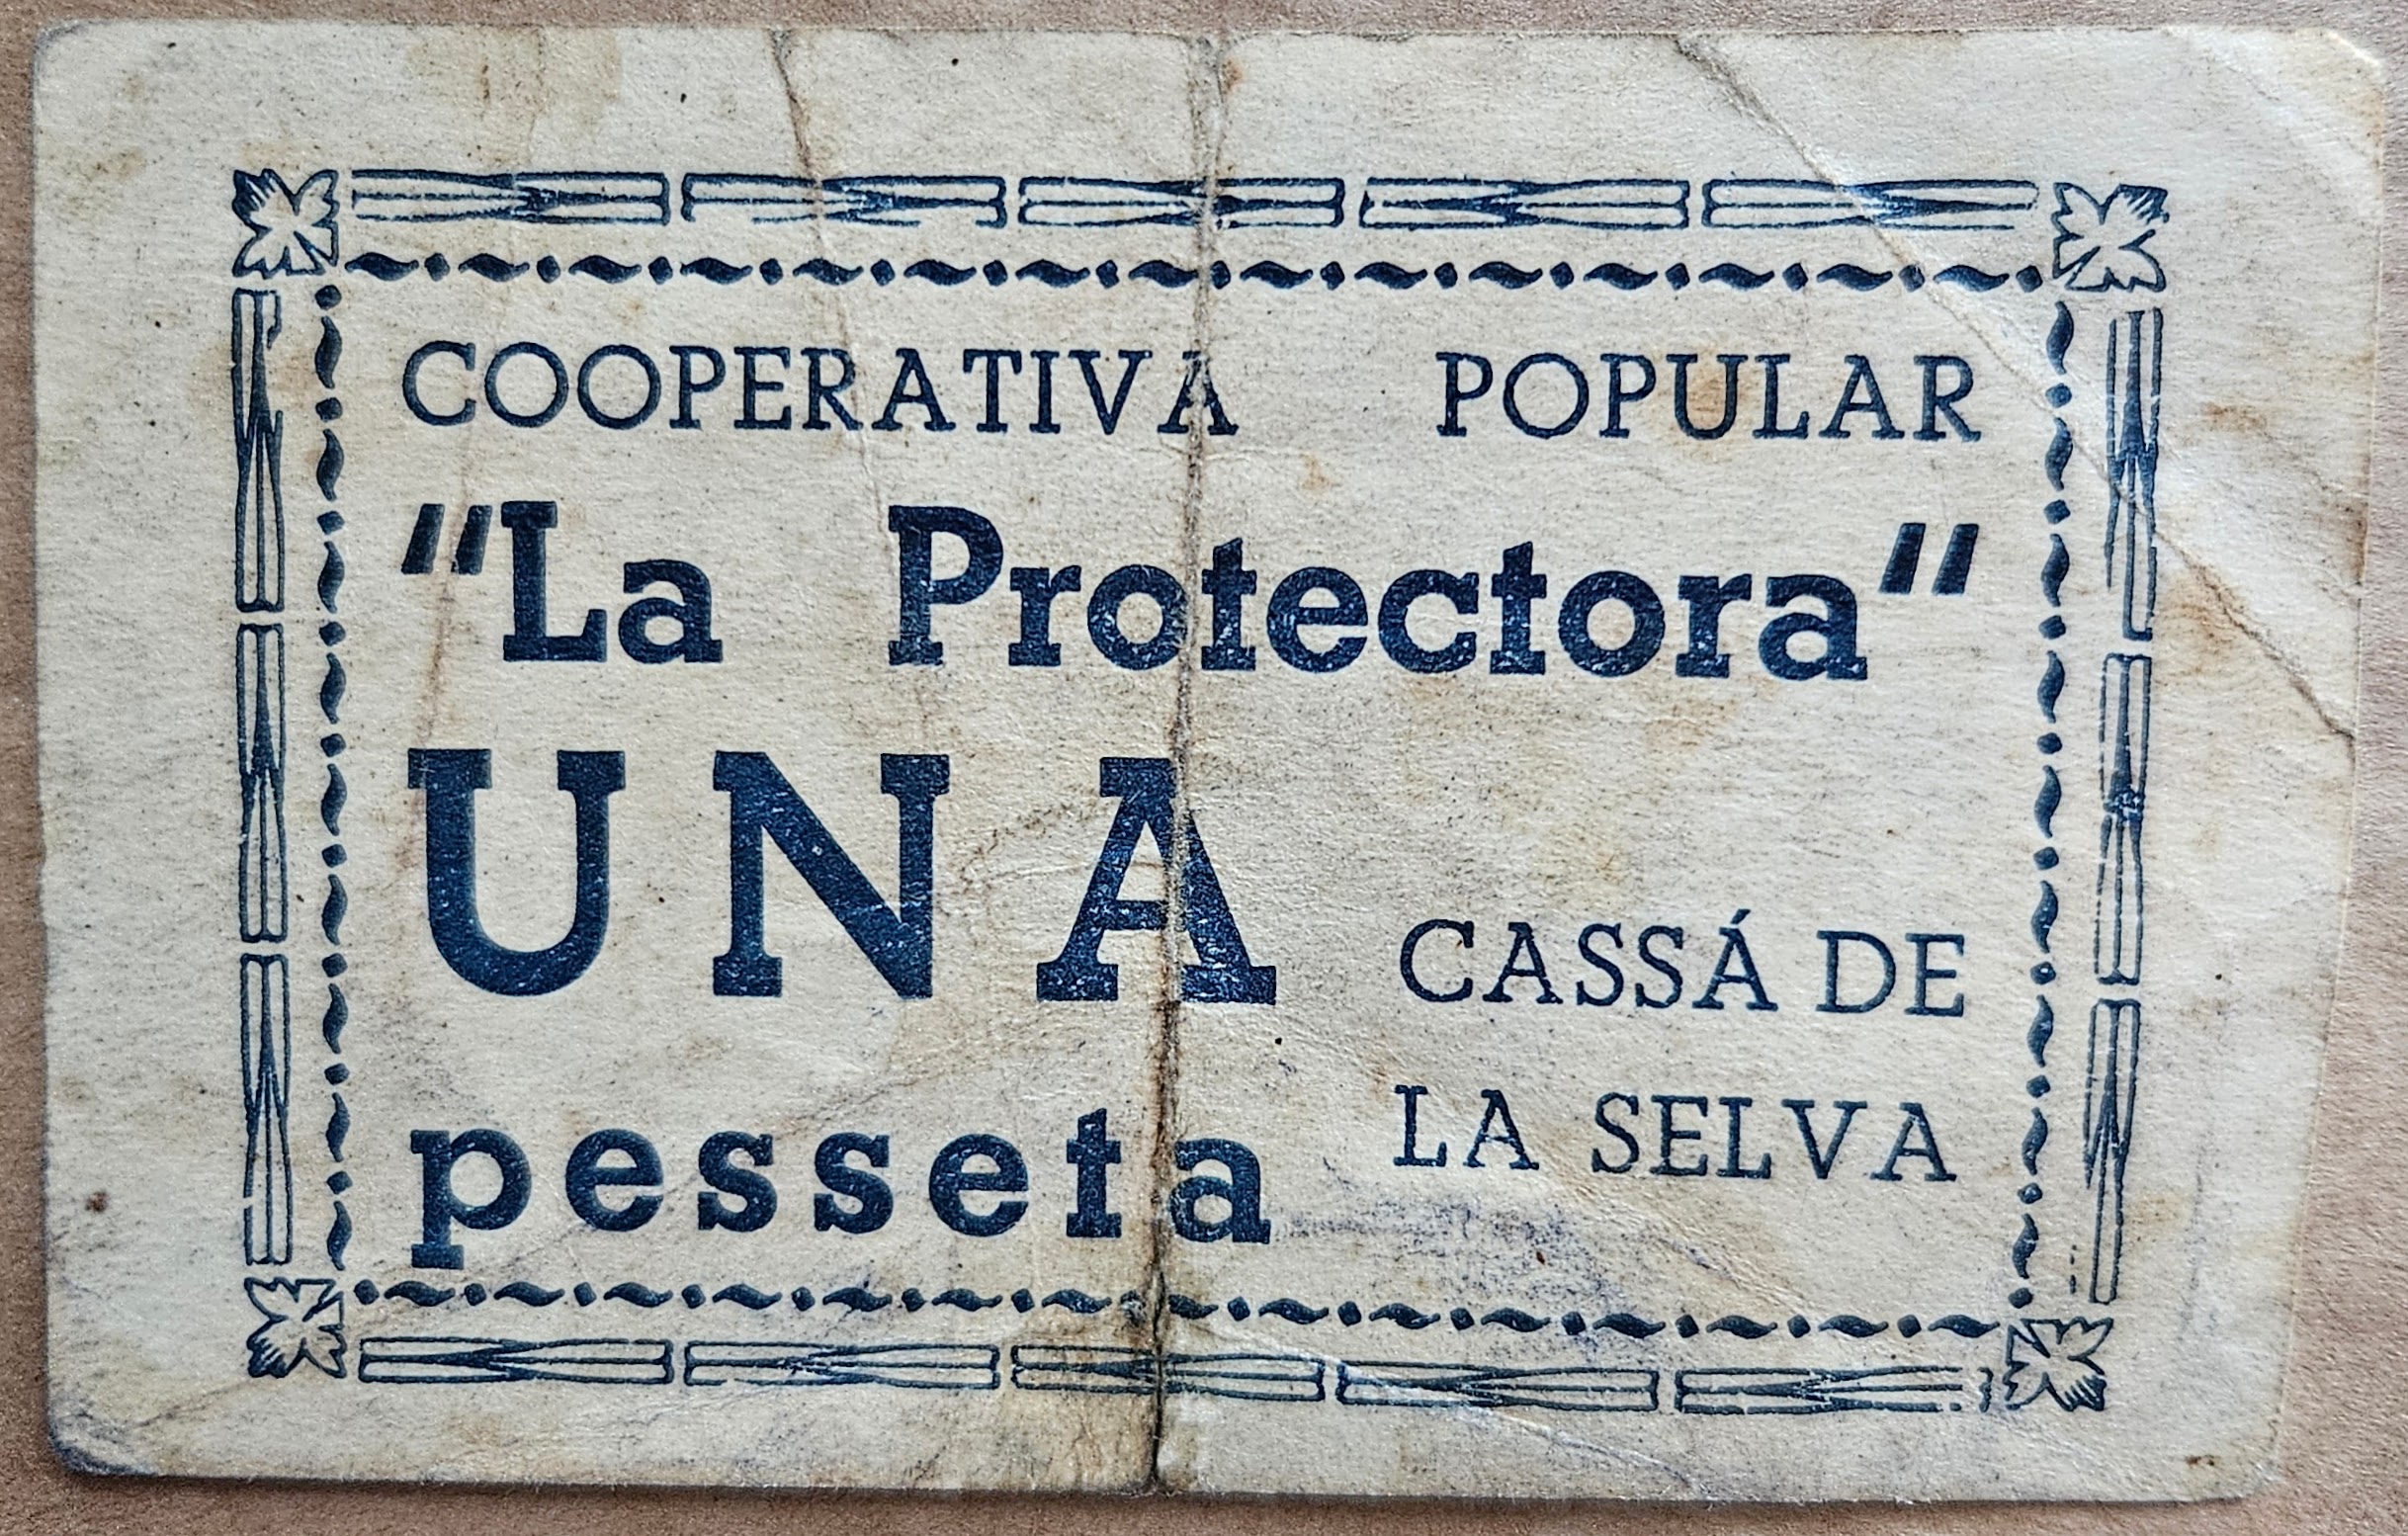 COOPERATIVA POPULAR
“La Protectora“
UNA
pesseta
CASSÁ DE
LA SELVA